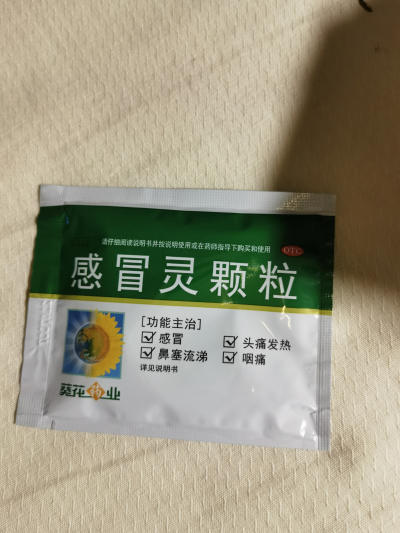 请仔细阅读说明书并按说明使用或在药师指导下购买和使用
OTC
感冒灵颗粒
[功能主治]
感冒
头痛发热
鼻塞流涕
咽痛
详见说明书
葵花药业